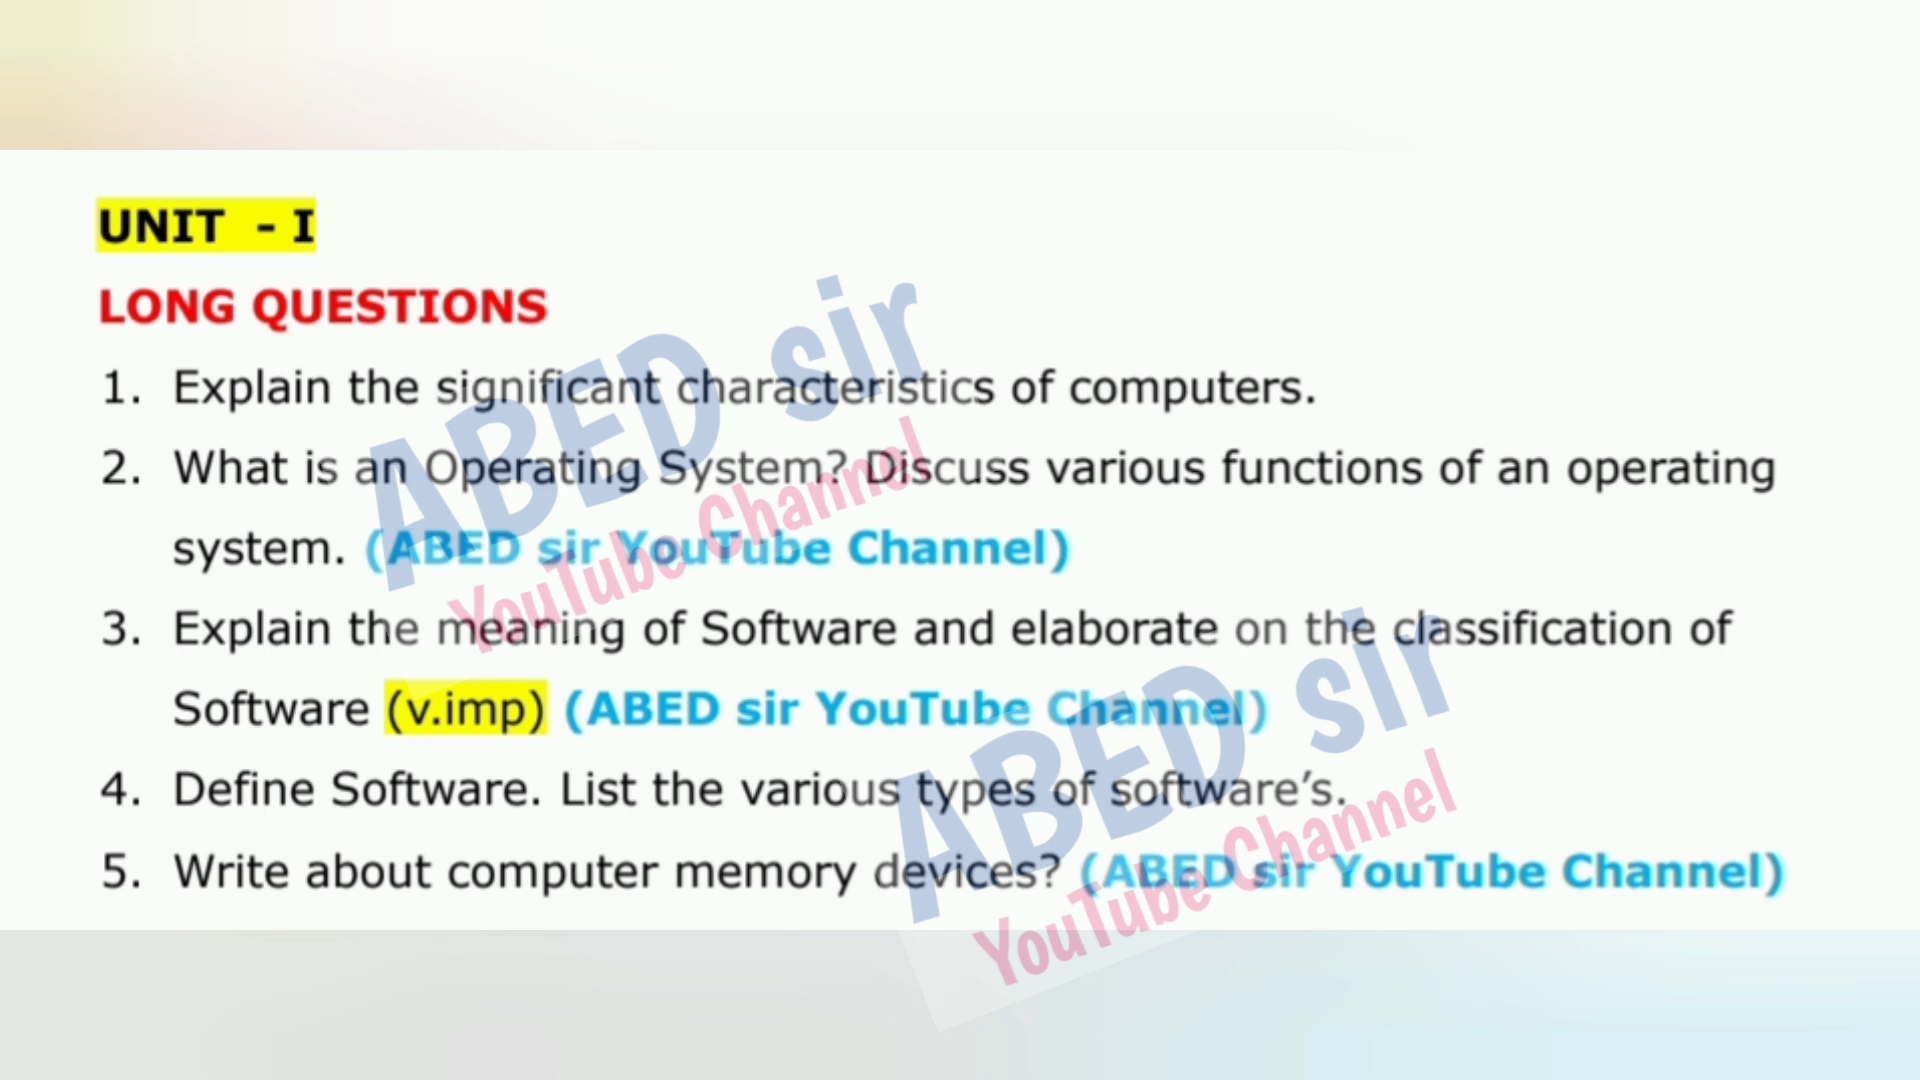 UNIT - I
LONG QUESTIONS
1. Explain the significant characteristics of computers.
2. What is an Operating System? Discuss various functions of an operating
system. (ABED sir YouTube Channel)
3. Explain the meaning of Software and elaborate on the classification of
Software (v.imp) (ABED sir YouTube Channel)
4. Define Software. List the various types of software’s.
5. Write about computer memory devices? (ABED sir YouTube Channel)
ABED sir
YouTube Channel
ABED sir
YouTube Channel